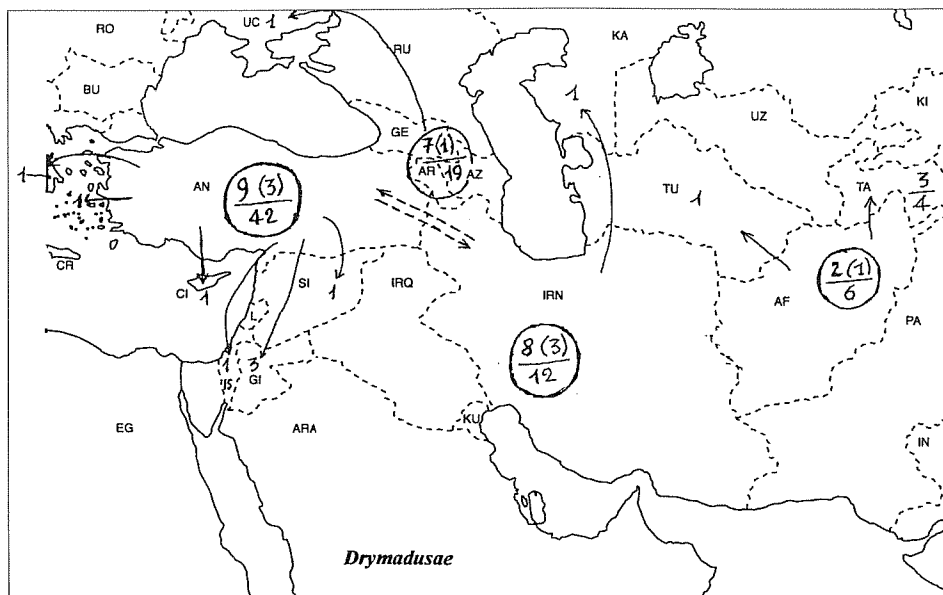 RO
UC 1
RU
KA
BU
KI
UZ
GE
7(1)
19
AR
AZ
1
1
TU 1
TA
3
4
1
AN
9 (3)
42
CR
CI 1
SI 1
IRQ
IRN
AF
2(1)
6
PA
L
8 (3)
12
1
IS
3
GI
KU
EG
ARA
IN
Drymadusae